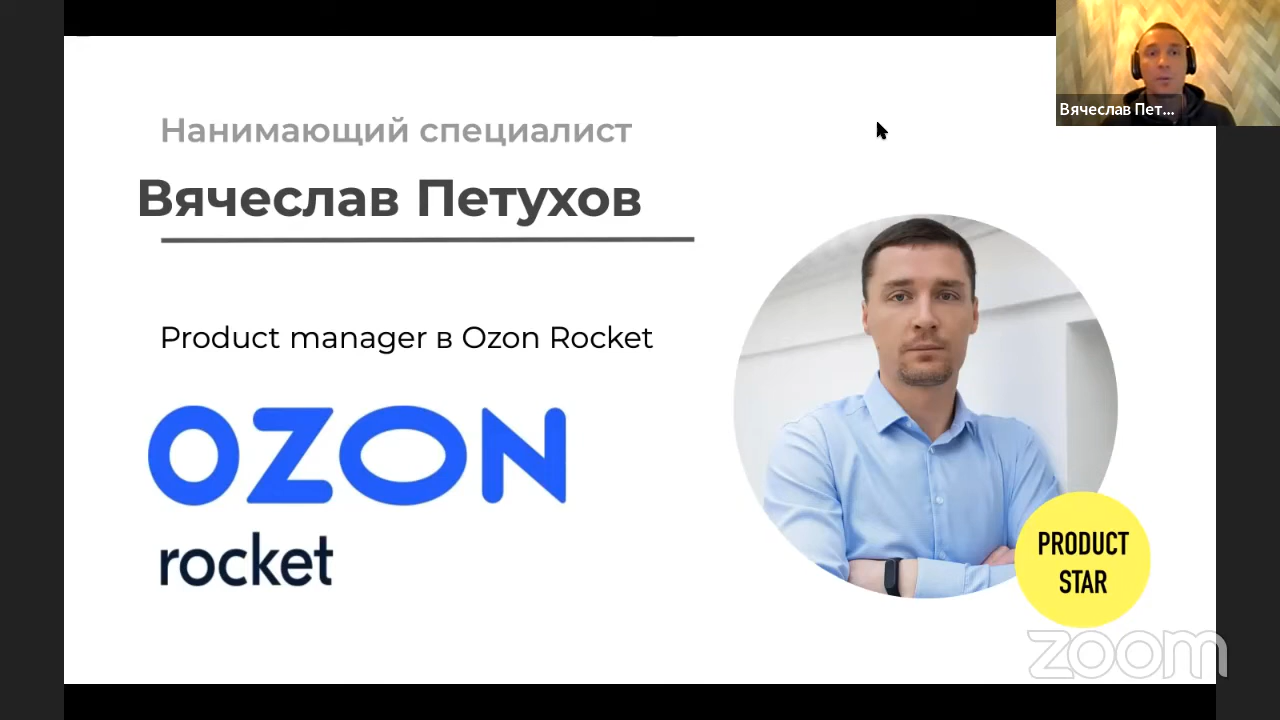 Нанимающий специалист
Вячеслав Петухов
Product manager в Ozon Rocket
OZON
rocket
PRODUCT
STAR
Вячеслав Пет...
zoom